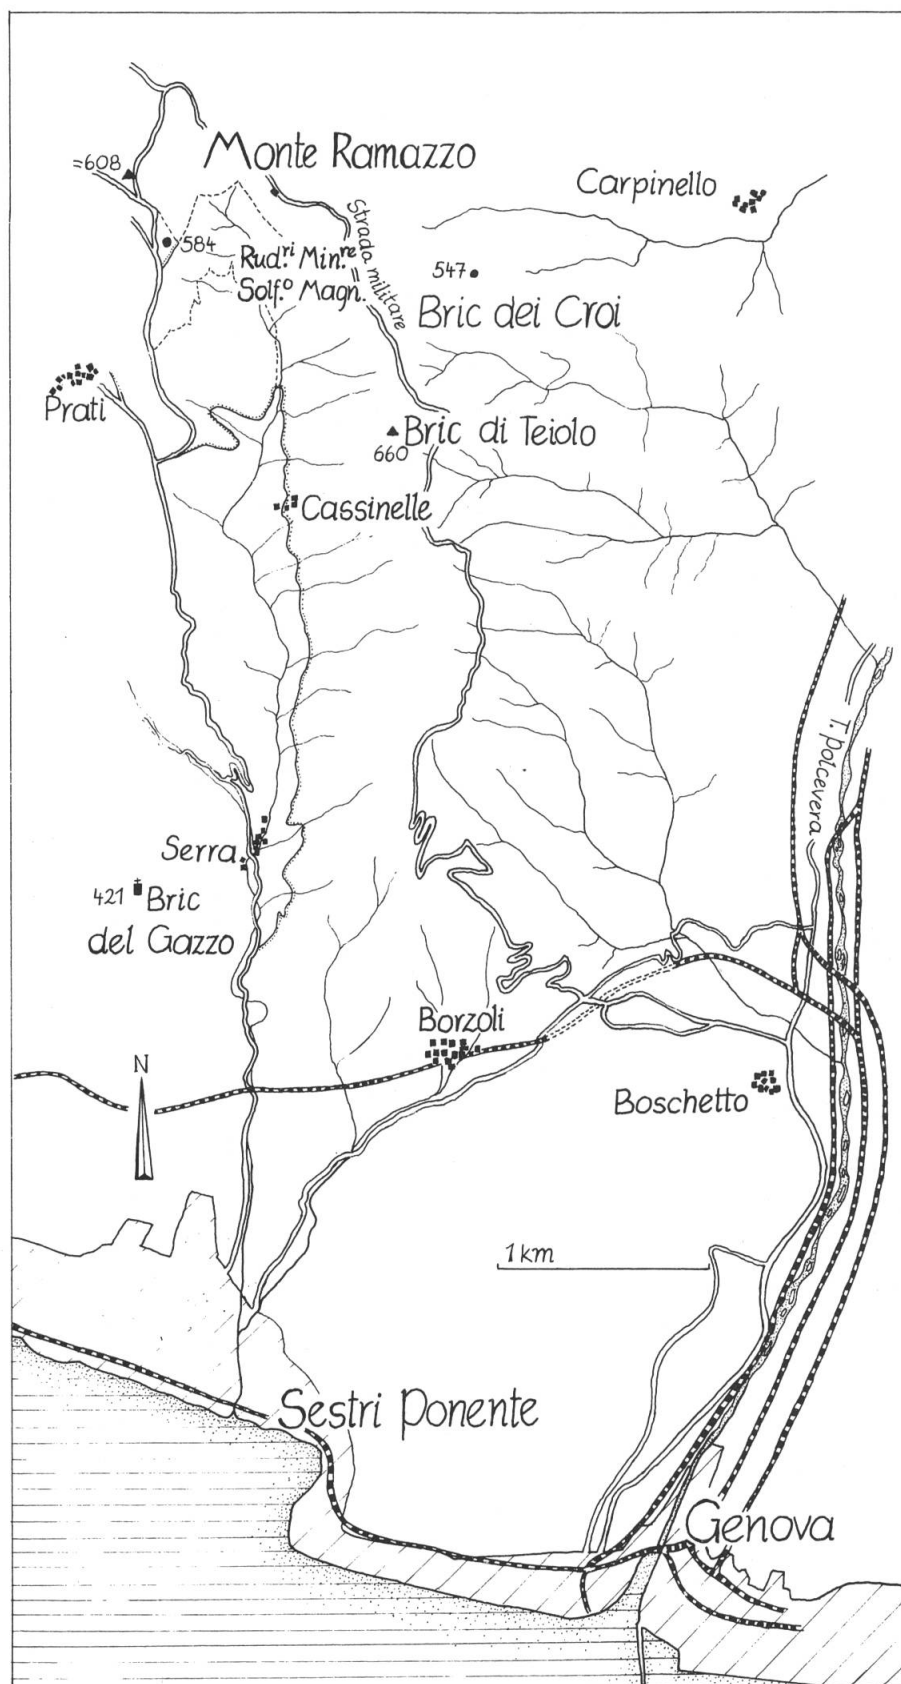 Monte Ramazzo
=608
Carpinello
584
Strada militare
Rud.ri Min.re =
Solf.o Magn.
547
Bric dei Croi
Prati
Bric di Teiolo
660
Cassinelle
T. Polcevera
Serra
421 Bric
del Gazzo
Borzoli
N
Boschetto
1 km
Sestri Ponente
Genova